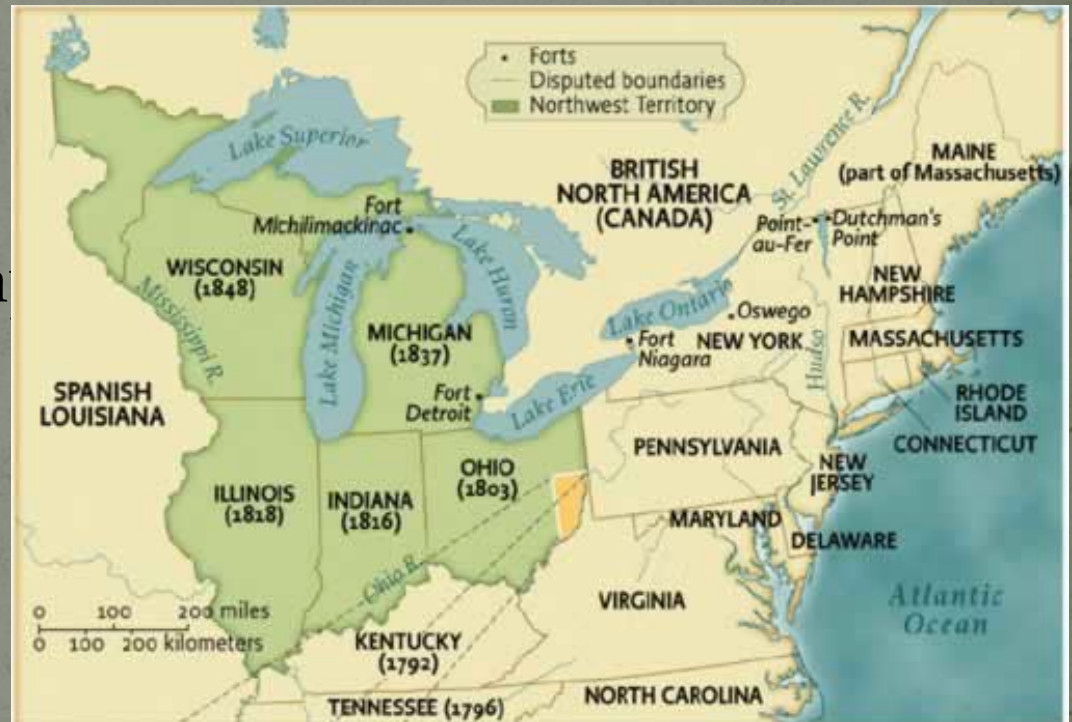 Forts
Disputed boundaries
Northwest Territory
Lake Superior
BRITISH
NORTH AMERICA
(CANADA)
St. Lawrence R.
MAINE
(part of Massachusetts)
Fort
Michilimackinac
Lake Huron
Point-
au-Fer
Dutchman's
Point
WISCONSIN
(1848)
Mississippi R.
Lake Michigan
MICHIGAN
(1837)
Lake Ontario
Oswego
NEW
HAMPSHIRE
Fort
Niagara
NEW YORK
Hudso
MASSACHUSETTS
SPANISH
LOUISIANA
Fort
Detroit
Lake Erie
RHODE
ISLAND
CONNECTICUT
PENNSYLVANIA
NEW
JERSEY
ILLINOIS
(1818)
INDIANA
(1816)
OHIO
(1803)
MARYLAND
DELAWARE
Ohio R.
VIRGINIA
Atlantic
Ocean
0 100 200 miles
0 100 200 kilometers
KENTUCKY
(1792)
TENNESSEE (1796)
NORTH CAROLINA